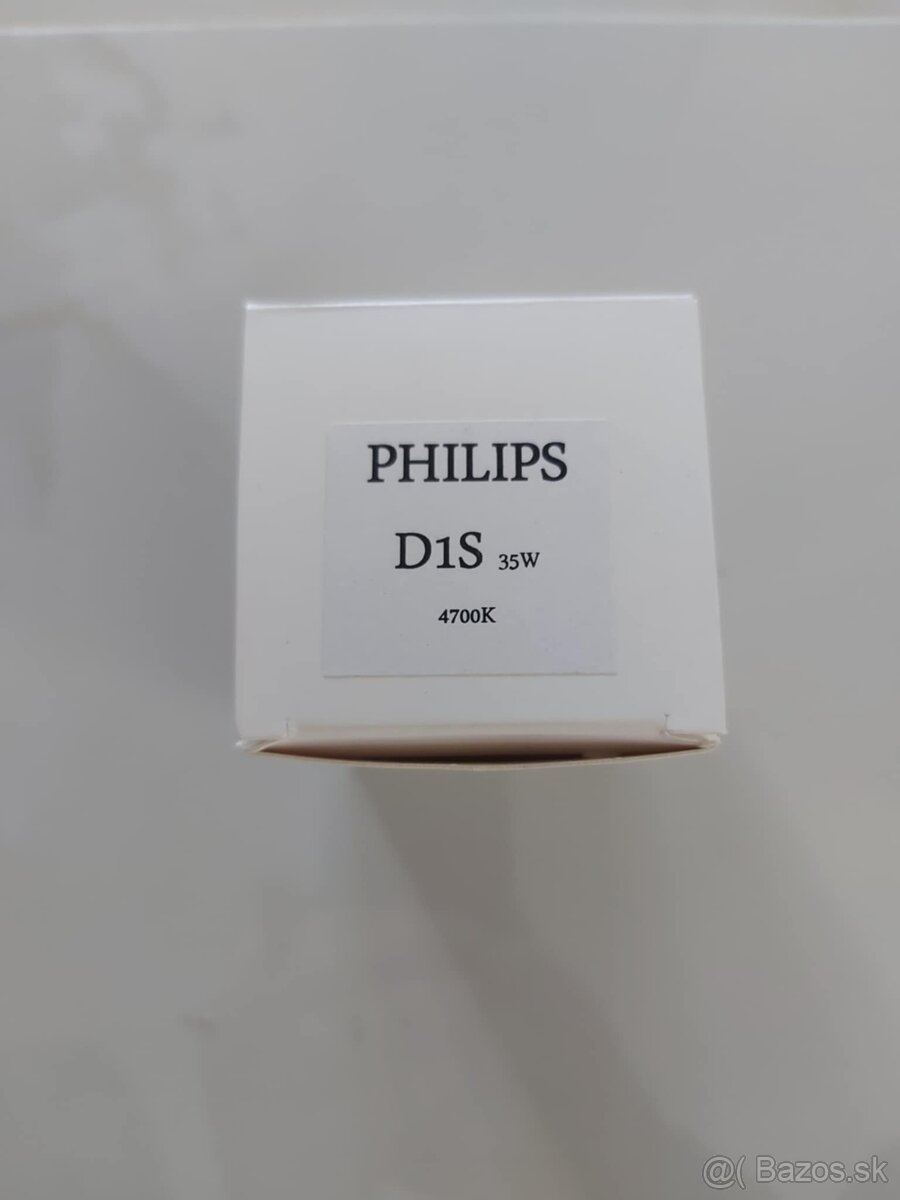 PHILIPS
D1S 35W
4700K
@( Bazos.sk